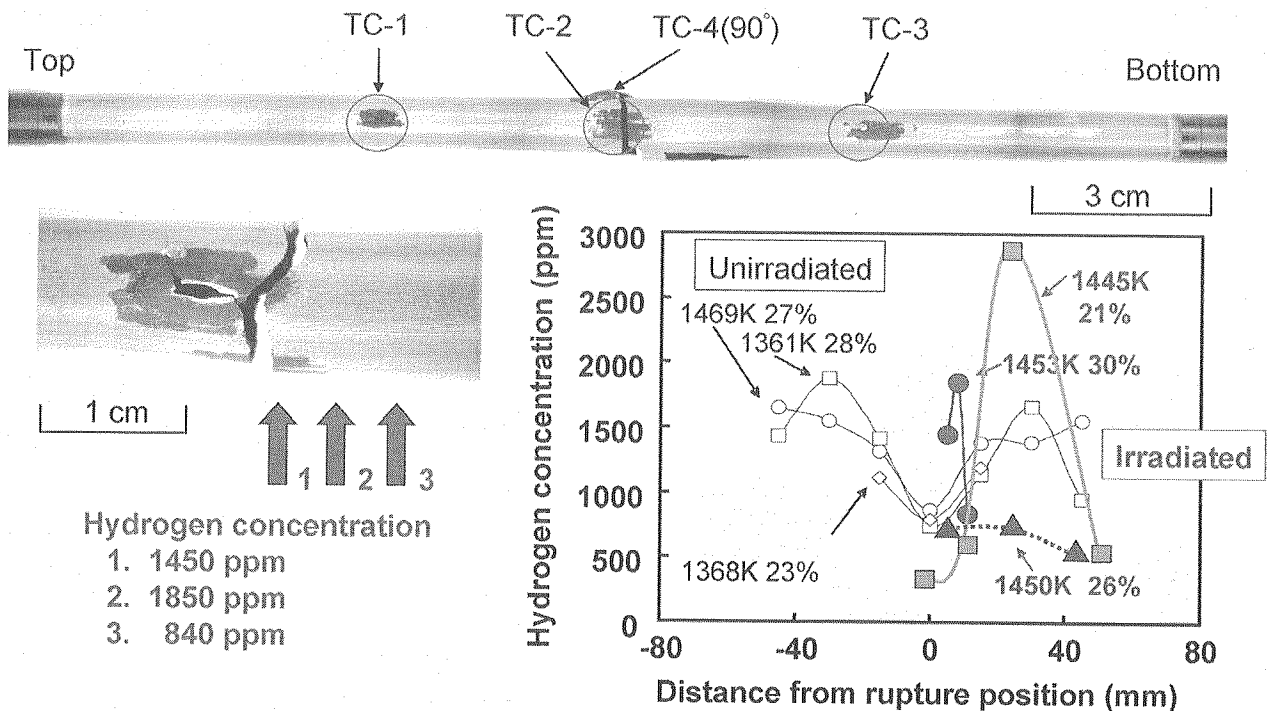 TC-1
TC-2
TC-4(90°)
TC-3
Top
Bottom
3 cm
1 cm
1
2
3
Hydrogen concentration
1. 1450 ppm
2. 1850 ppm
3. 840 ppm
Hydrogen concentration (ppm)
3000
2500
2000
1500
1000
500
0
Unirradiated
1469K 27%
1361K 28%
1368K 23%
1445K
21%
1453K 30%
Irradiated
1450K 26%
-80
-40
0
40
80
Distance from rupture position (mm)